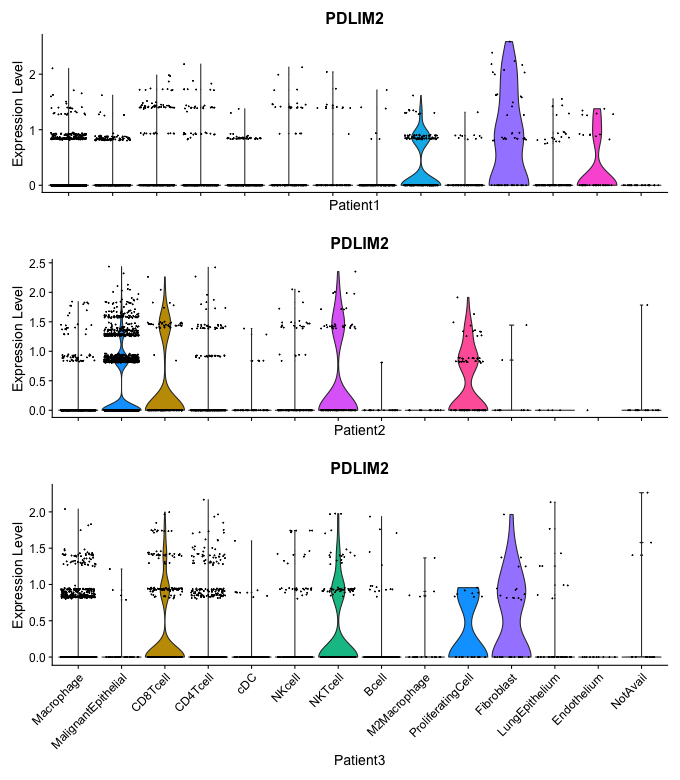 PDLIM2
Expression Level
2
1
0
Patient1
PDLIM2
Expression Level
2.5
2.0
1.5
1.0
0.5
0.0
Patient2
PDLIM2
Expression Level
2.0
1.5
1.0
0.5
0.0
Macrophage
MalignantEpithelial
CD8Tcell
CD4Tcell
cDC
NKcell
NKTcell
Bcell
M2Macrophage
ProliferatingCell
Fibroblast
LungEpithelium
Endothelium
NotAvail
Patient3